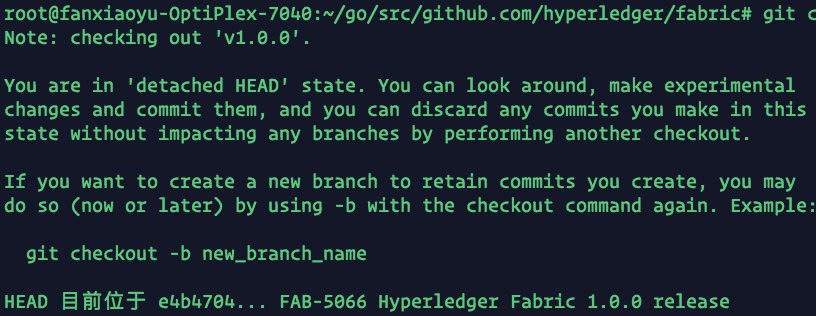 root@fanxiaoyu-OptiPlex-7040:~/go/src/github.com/hyperledger/fabric# git c
Note: checking out 'v1.0.0'.
You are in 'detached HEAD' state. You can look around, make experimental
changes and commit them, and you can discard any commits you make in this
state without impacting any branches by performing another checkout.
If you want to create a new branch to retain commits you create, you may
do so (now or later) by using -b with the checkout command again. Example:
git checkout -b new_branch_name
HEAD 目前位于 e4b4704... FAB-5066 Hyperledger Fabric 1.0.0 release